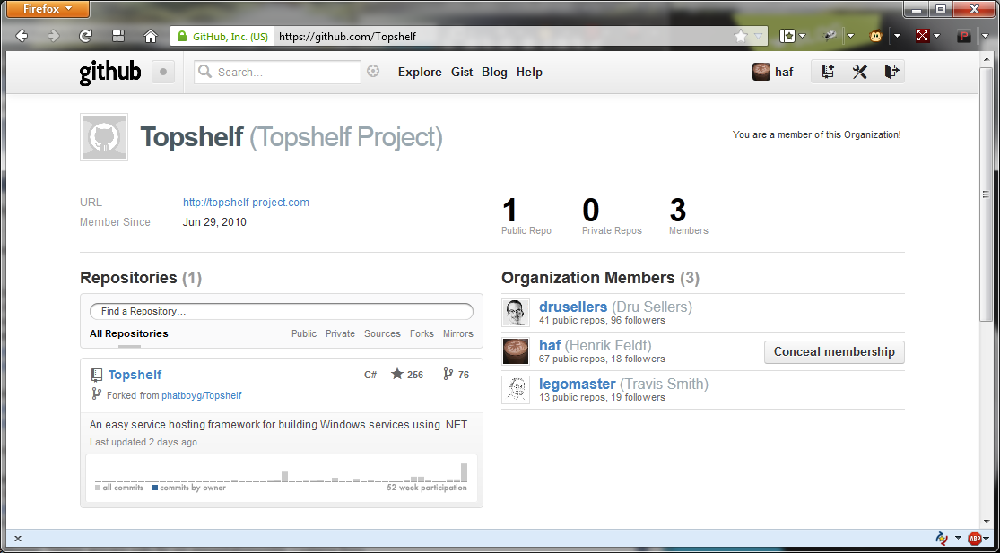 Firefox
GitHub, Inc. (US) https://github.com/Topshelf
github Search... Explore Gist Blog Help haf
Topshelf (Topshelf Project) You are a member of this Organization!
URL http://topshelf-project.com
Member Since Jun 29, 2010
1 0 3
Public Repo Private Repos Members
Repositories (1)
Find a Repository...
All Repositories Public Private Sources Forks Mirrors
Topshelf C# 256 76
Forked from phatboyg/Topshelf
An easy service hosting framework for building Windows services using .NET
Last updated 2 days ago
all commits commits by owner 52 week participation
Organization Members (3)
drusellers (Dru Sellers)
41 public repos, 96 followers
haf (Henrik Feldt)
67 public repos, 18 followers
Conceal membership
legomaster (Travis Smith)
13 public repos, 19 followers
ABP